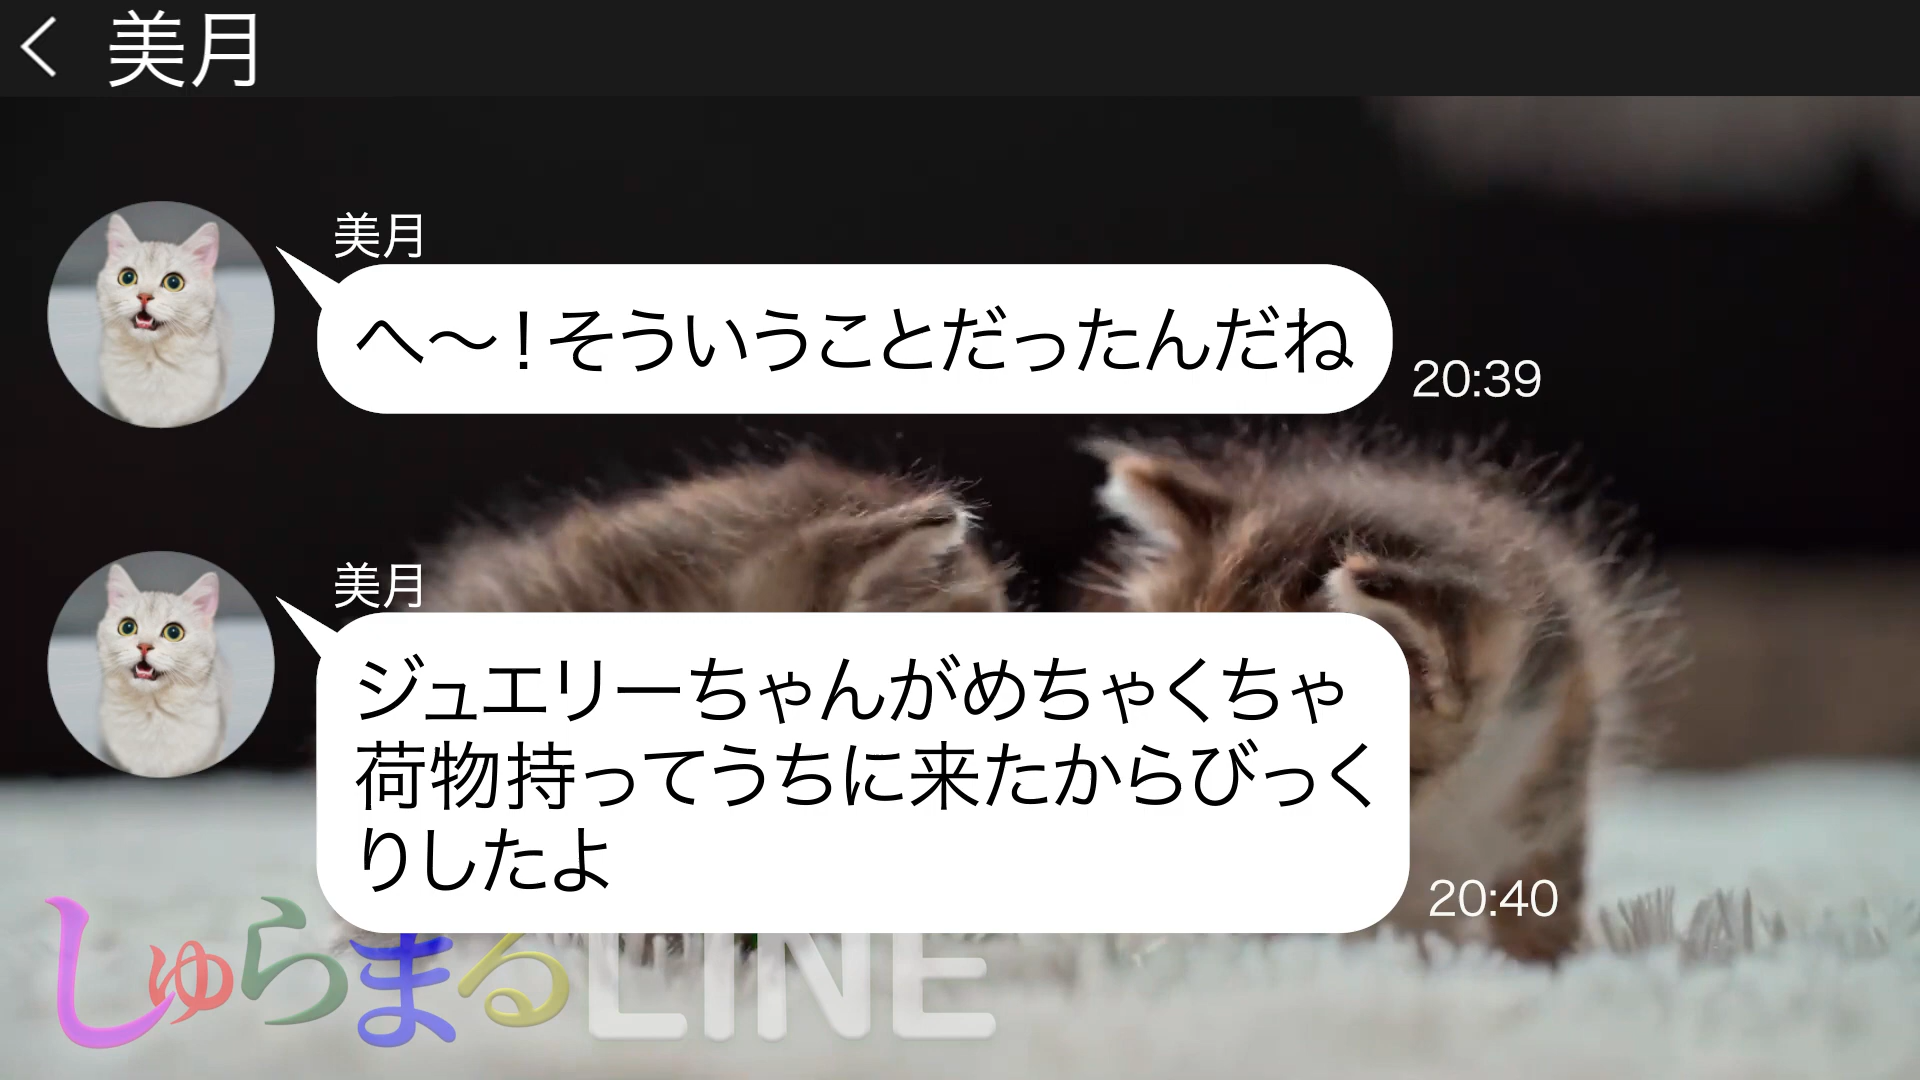 美月
美月
へ〜！そういうことだったんだね
20:39
美月
ジュエリーちゃんがめちゃくちゃ
荷物持ってうちに来たからびっく
りしたよ
20:40
しゅらまるLINE